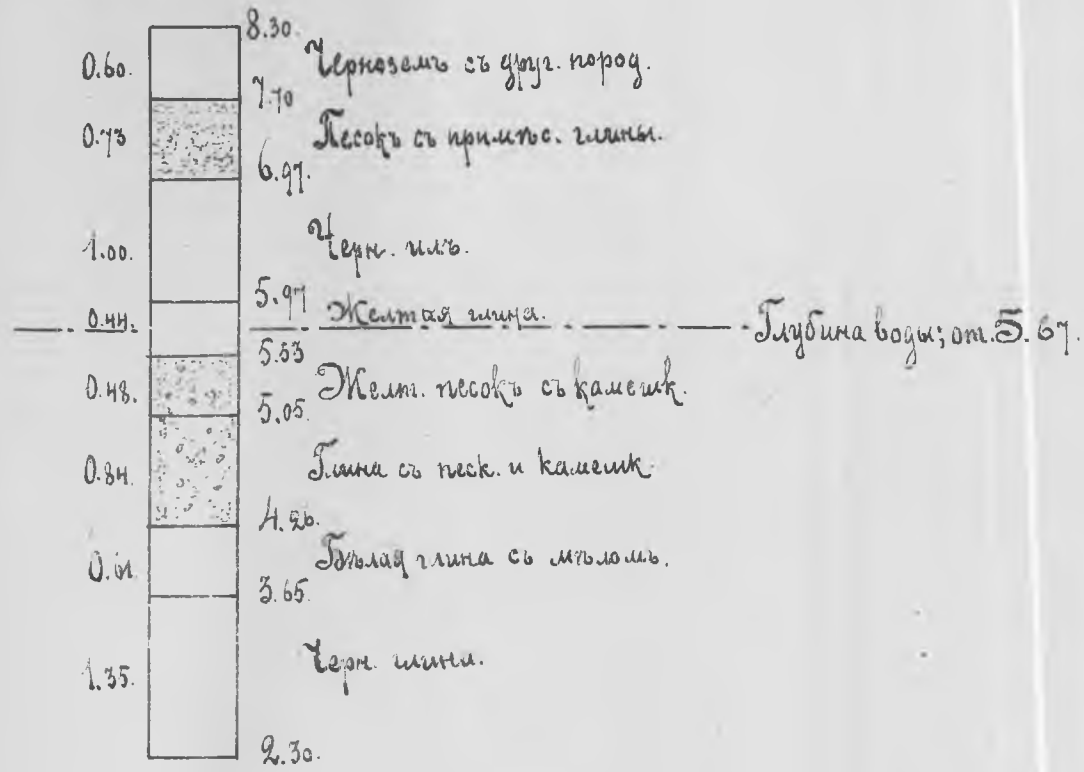 8.30.
0.60. Черноземъ съ друг. пород.
7.70
0.73 Песокъ съ примѣс. глины.
6.97.
1.00. Черн. илъ.
5.97
0.44. Желтая глина. Глубина воды; от. 5.67.
5.53
0.48. Желт. песокъ съ камешк.
5.05.
0.84. Глина съ песк. и камешк
4.26.
0.61. Бѣлая глина съ мѣломъ.
3.65.
1.35. Черн. глина.
2.30.